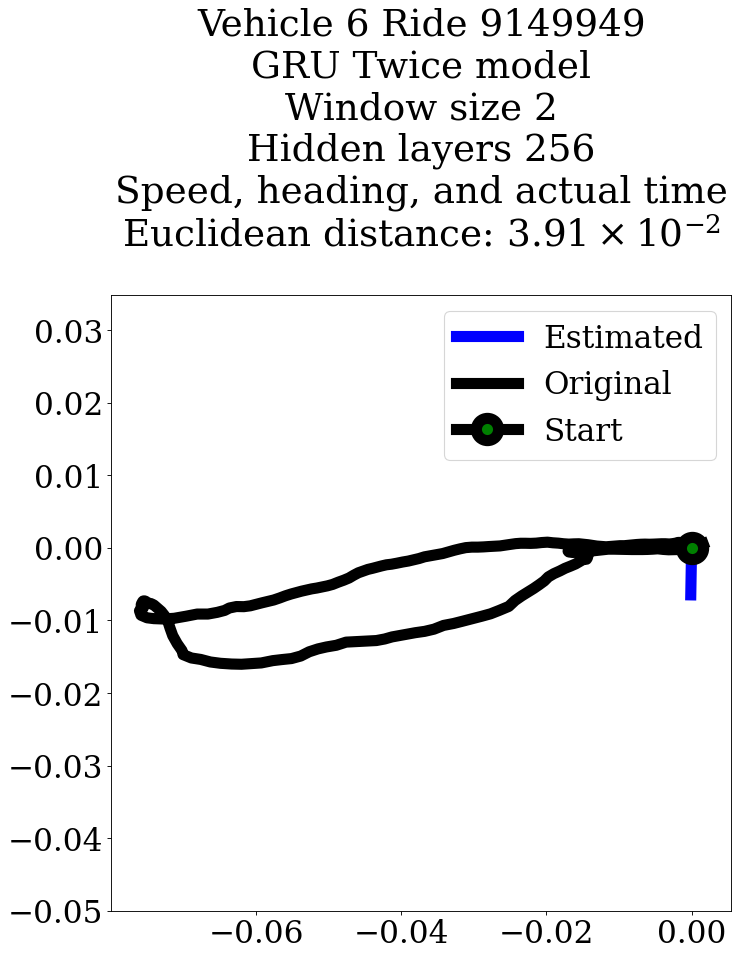 Vehicle 6 Ride 9149949
GRU Twice model
Window size 2
Hidden layers 256
Speed, heading, and actual time
Euclidean distance: 3.91 × 10⁻²
Estimated
Original
Start
0.03
0.02
0.01
0.00
−0.01
−0.02
−0.03
−0.04
−0.05
−0.06 −0.04 −0.02 0.00